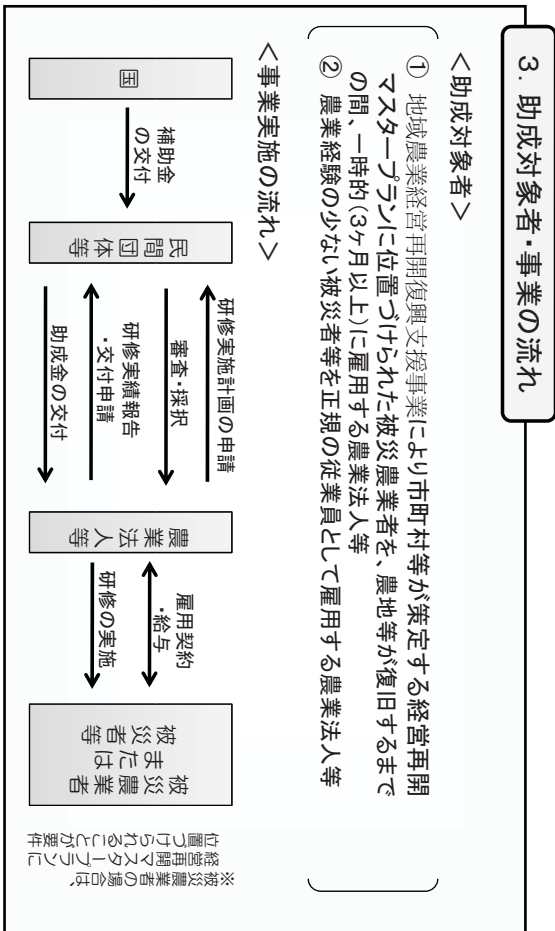 3．助成対象者・事業の流れ
＜助成対象者＞
① 地域農業経営再開復興支援事業により市町村等が策定する経営再開
マスタープランに位置づけられた被災農業者を、農地等が復旧するまで
の間、一時的(3ヶ月以上)に雇用する農業法人等
② 農業経験の少ない被災者等を正規の従業員として雇用する農業法人等
＜事業実施の流れ＞
国
補助金
の交付
民間団体等
研修実施計画の申請
審査・採択
研修実績報告
・交付申請
助成金の交付
農業法人等
雇用契約
・給与
研修の実施
被災農業者
または
被災者等
※被災農業者の場合は、
経営再開マスタープランに
位置づけられることが要件